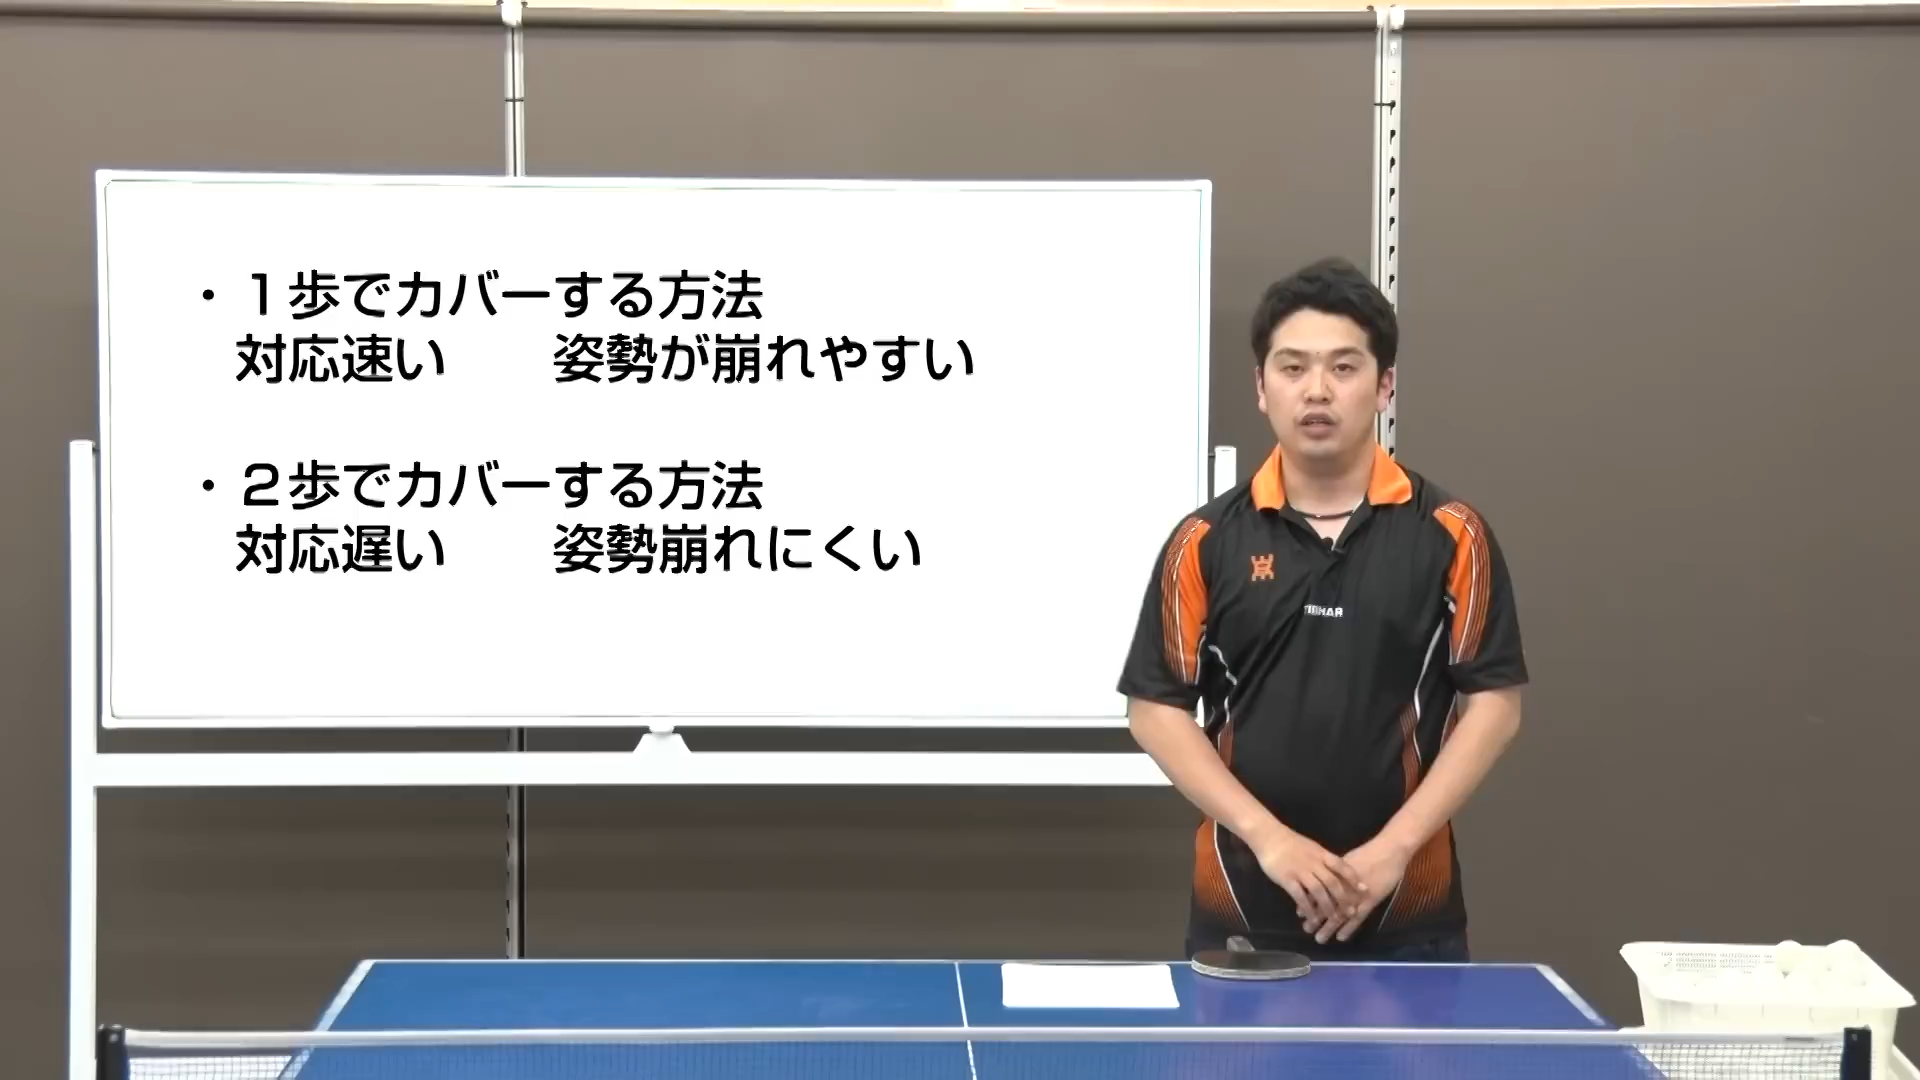 ・１歩でカバーする方法
対応速い　　姿勢が崩れやすい
・２歩でカバーする方法
対応遅い　　姿勢崩れにくい
TIBHAR